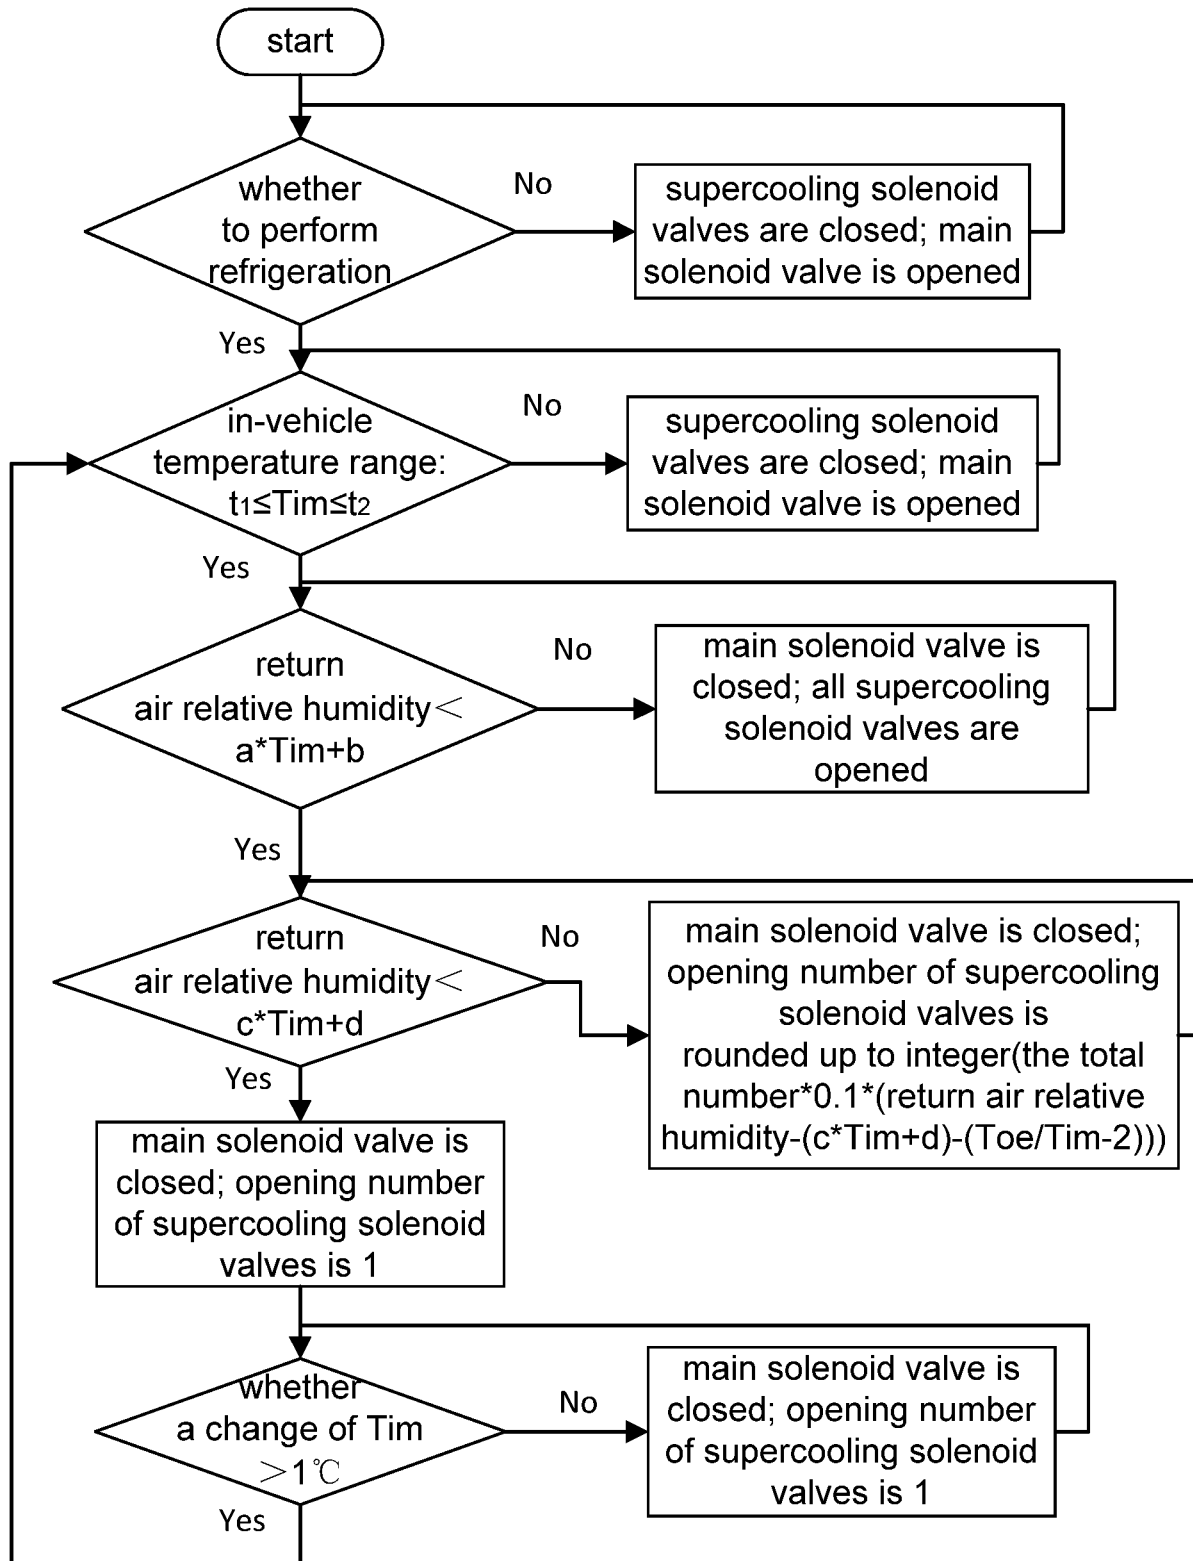 start
whether
to perform
refrigeration
No
supercooling solenoid
valves are closed; main
solenoid valve is opened
Yes
in-vehicle
temperature range:
t1≤Tim≤t2
No
supercooling solenoid
valves are closed; main
solenoid valve is opened
Yes
return
air relative humidity<
a*Tim+b
No
main solenoid valve is
closed; all supercooling
solenoid valves are
opened
Yes
return
air relative humidity<
c*Tim+d
No
main solenoid valve is closed;
opening number of supercooling
solenoid valves is
rounded up to integer(the total
number*0.1*(return air relative
humidity-(c*Tim+d)-(Toe/Tim-2)))
Yes
main solenoid valve is
closed; opening number
of supercooling solenoid
valves is 1
whether
a change of Tim
>1℃
No
main solenoid valve is
closed; opening number
of supercooling solenoid
valves is 1
Yes